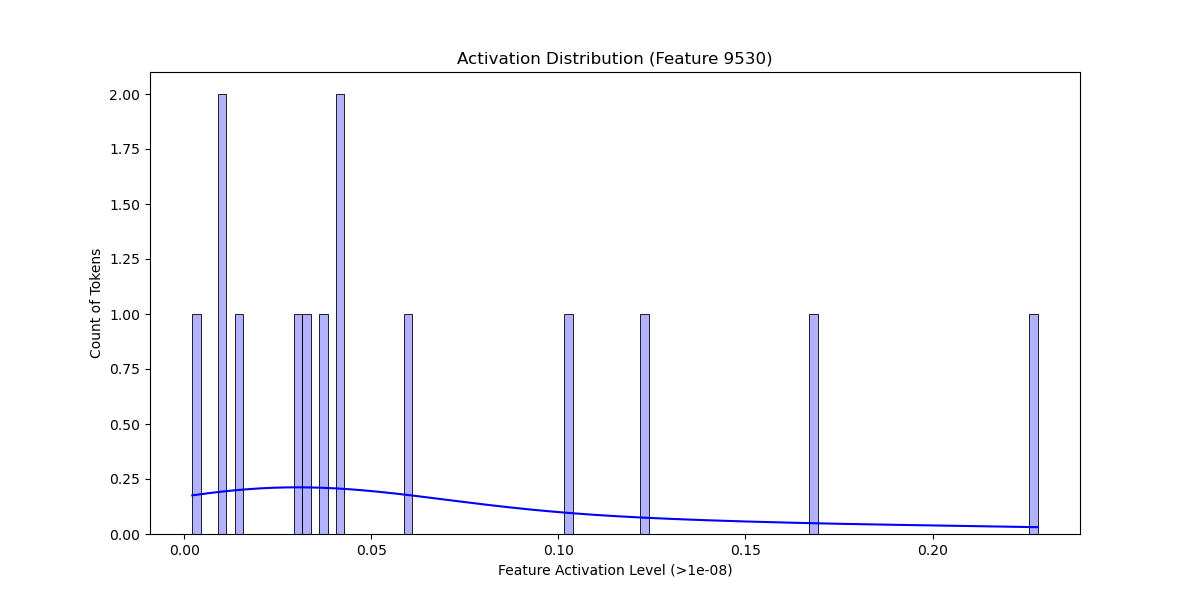 Activation Distribution (Feature 9530)
2.00
1.75
1.50
1.25
1.00
0.75
0.50
0.25
0.00
Count of Tokens
0.00 0.05 0.10 0.15 0.20
Feature Activation Level (>1e-08)